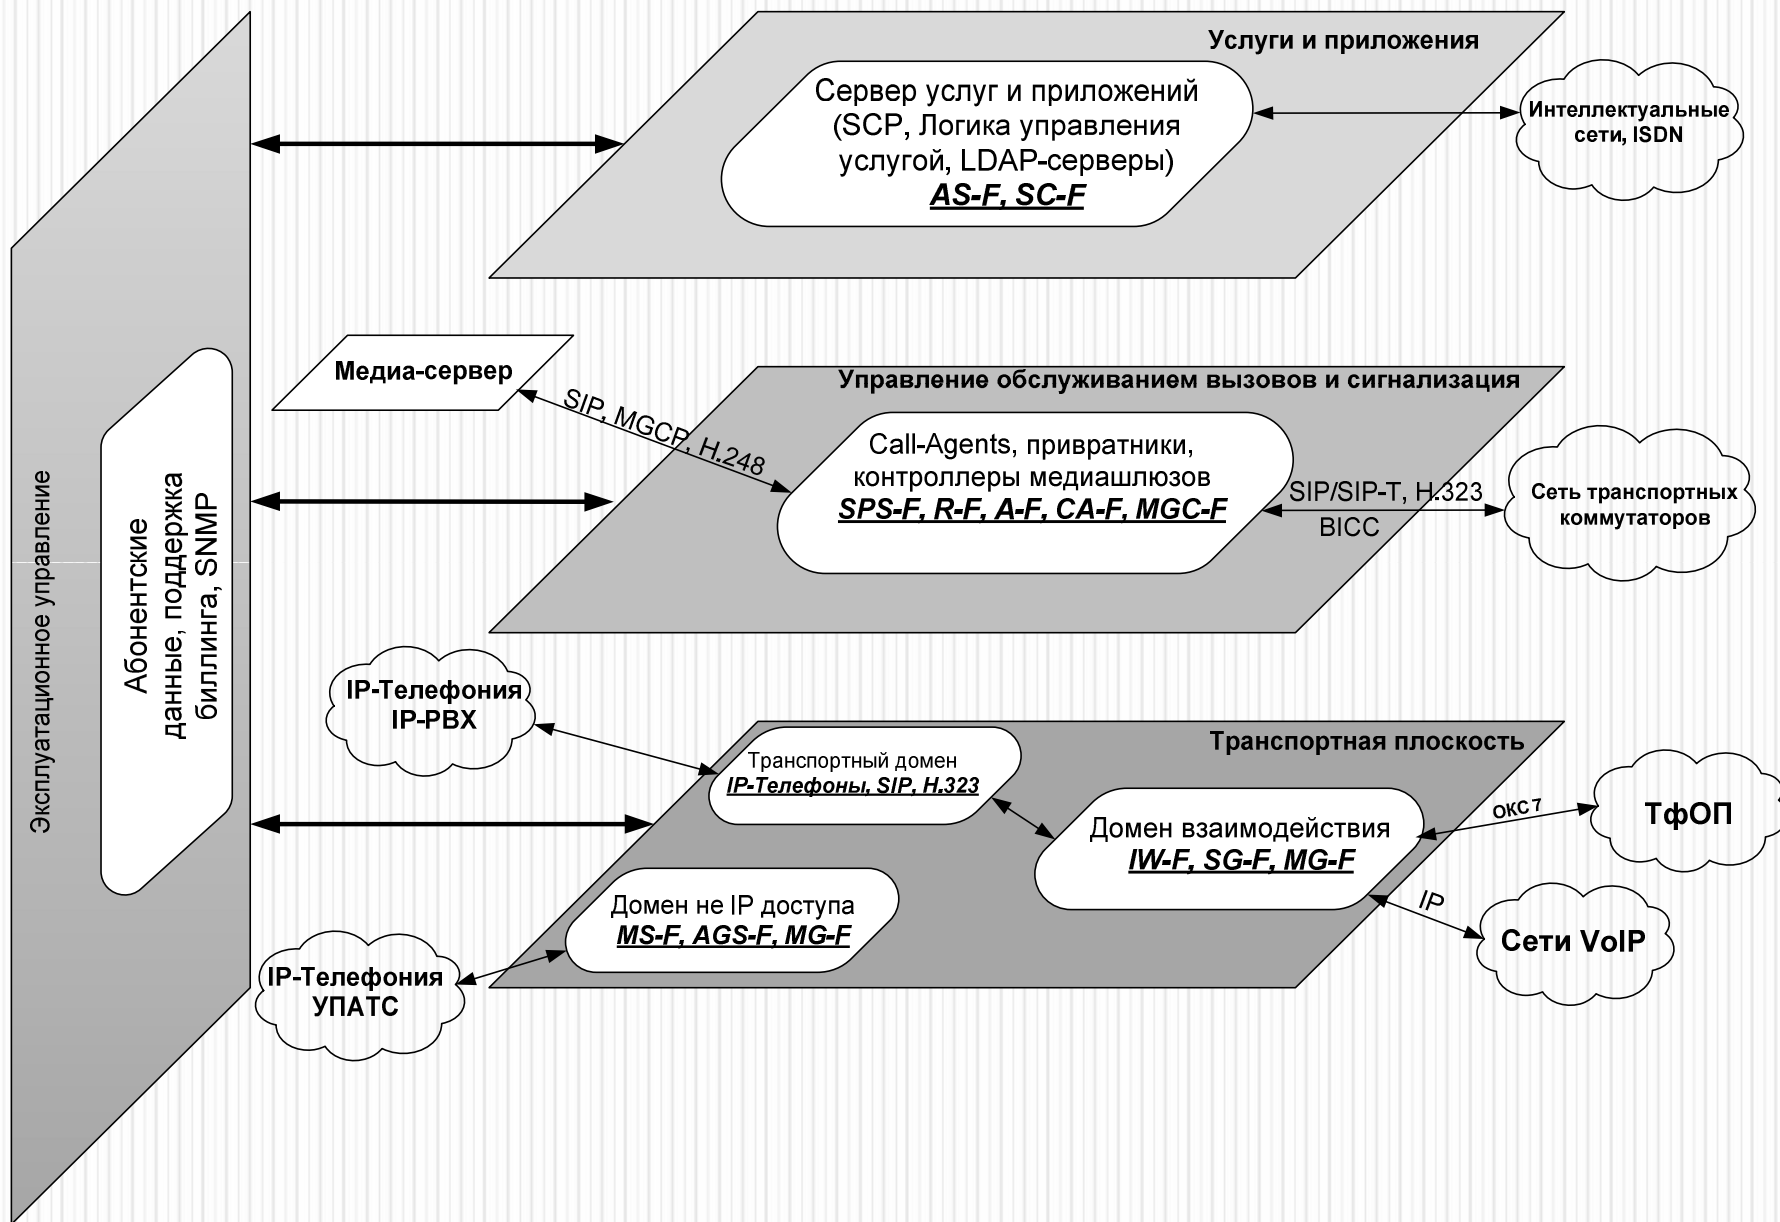 Услуги и приложения
Сервер услуг и приложений
(SCP, Логика управления
услугой, LDAP-серверы)
AS-F, SC-F
Интеллектуальные
сети, ISDN
Медиа-сервер
SIP, MGCP, H.248
Управление обслуживанием вызовов и сигнализация
Call-Agents, привратники,
контроллеры медиашлюзов
SPS-F, R-F, A-F, CA-F, MGC-F
SIP/SIP-T, H.323
BICC
Сеть транспортных
коммутаторов
Эксплуатационное управление
Абонентские
данные, поддержка
биллинга, SNMP
IP-Телефония
IP-PBX
Транспортная плоскость
Транспортный домен
IP-Телефоны, SIP, H.323
Домен взаимодействия
IW-F, SG-F, MG-F
ОКС 7
ТфОП
Домен не IP доступа
MS-F, AGS-F, MG-F
IP
Сети VoIP
IP-Телефония
УПАТС